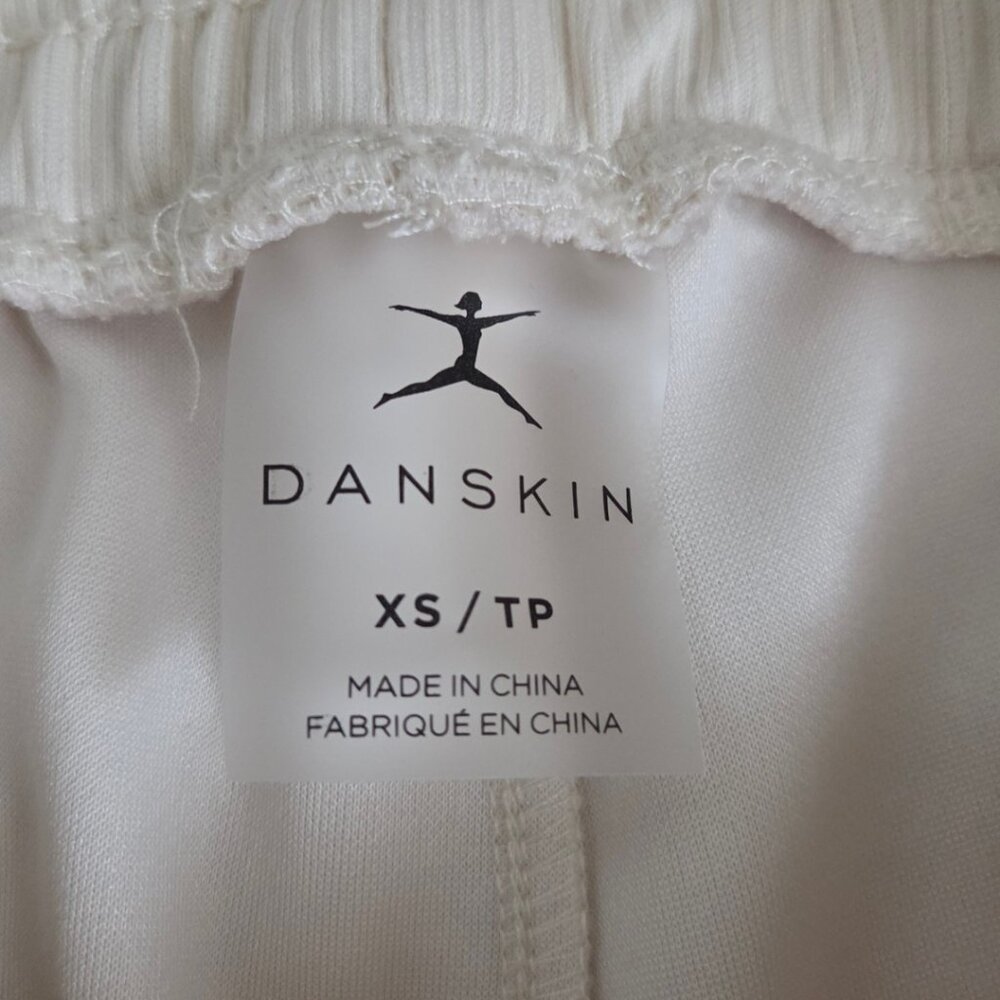 DANSKIN
XS / TP
MADE IN CHINA
FABRIQUÉ EN CHINA